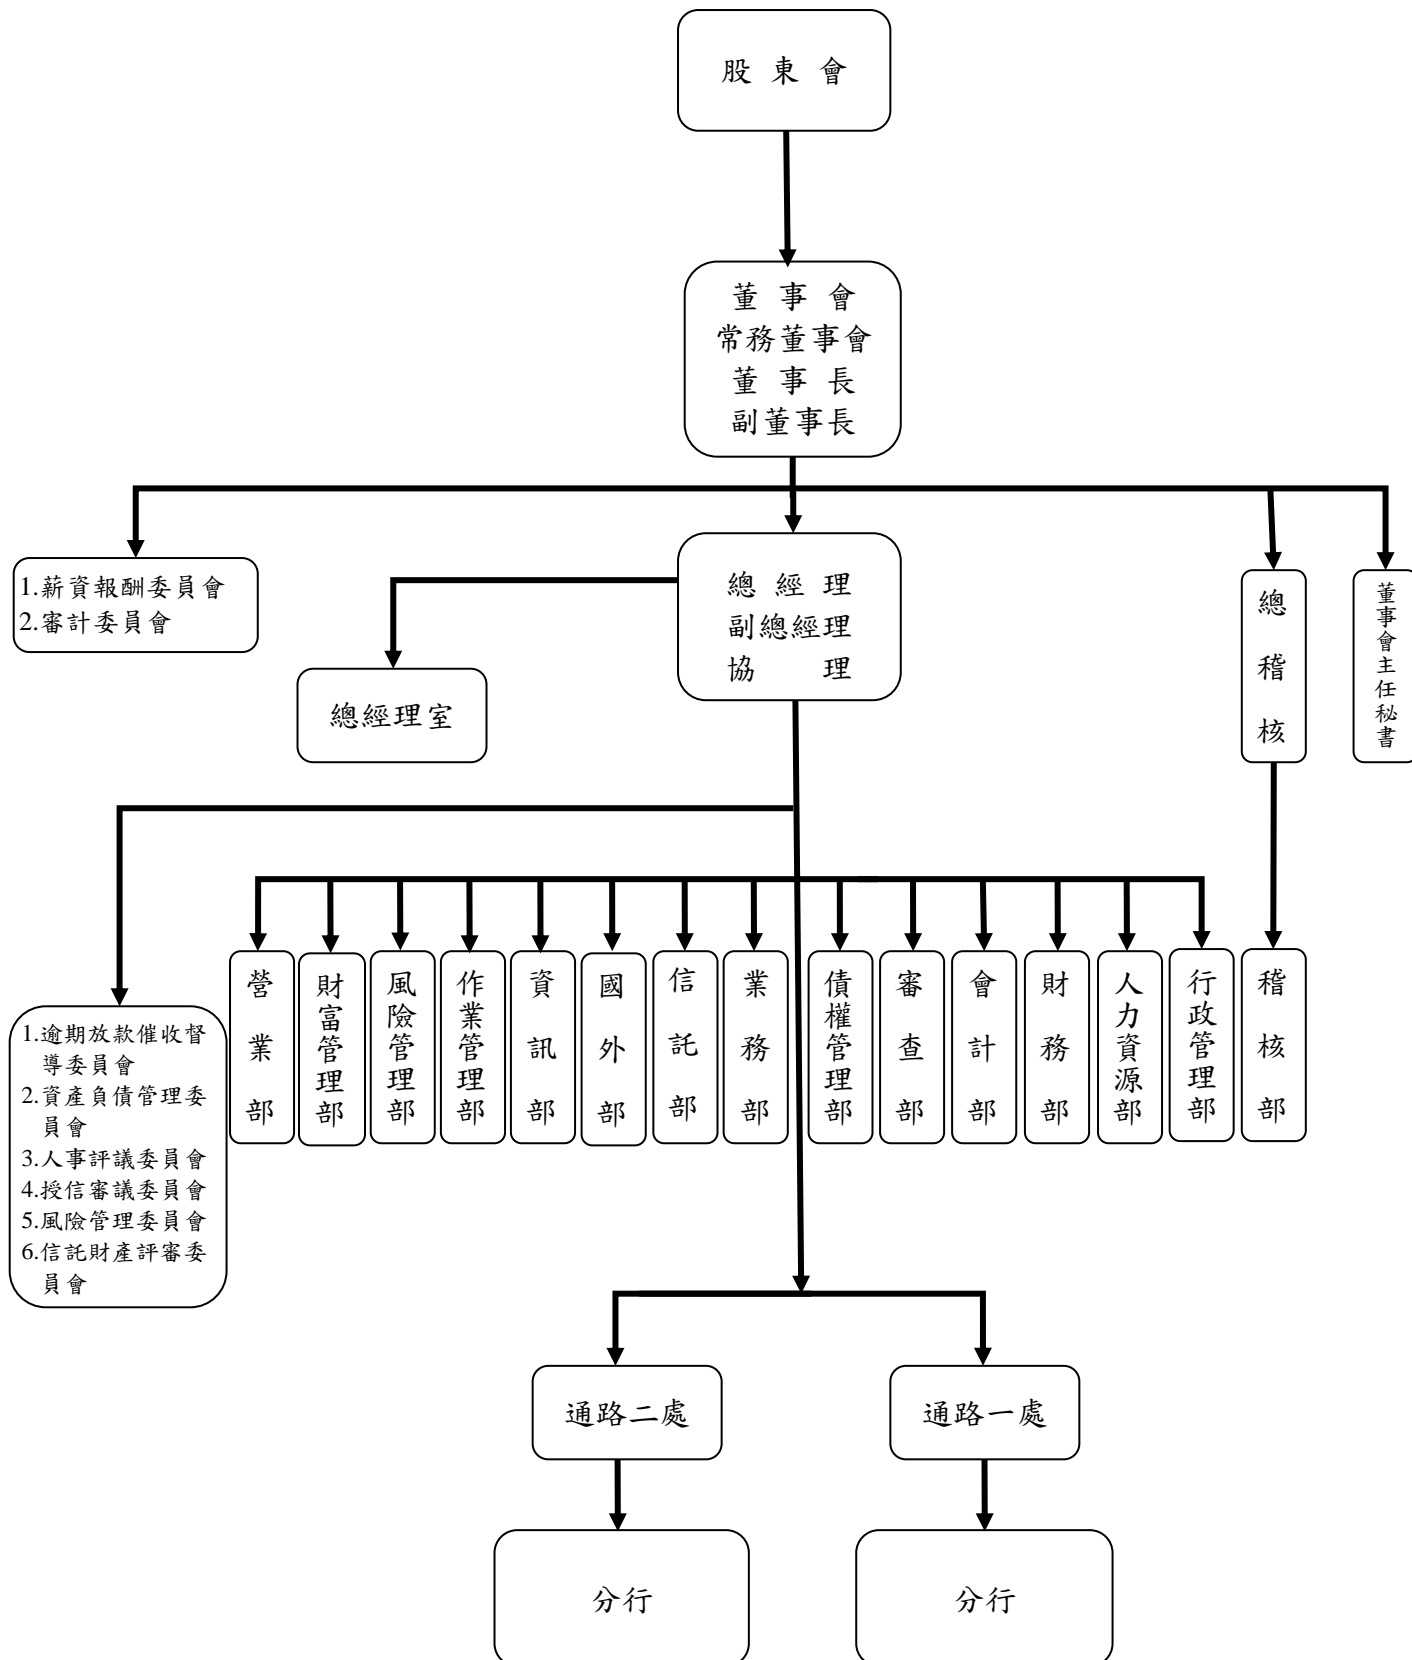 股 東 會
董 事 會
常務董事會
董 事 長
副董事長
1.薪資報酬委員會
2.審計委員會
總 經 理
副總經理
協 理
總經理室
總稽核
董事會主任秘書
1.逾期放款催收督
導委員會
2.資產負債管理委
員會
3.人事評議委員會
4.授信審議委員會
5.風險管理委員會
6.信託財產評審委
員會
營業部
財富管理部
風險管理部
作業管理部
資訊部
國外部
信託部
業務部
債權管理部
審查部
會計部
財務部
人力資源部
行政管理部
稽核部
通路二處
通路一處
分行
分行